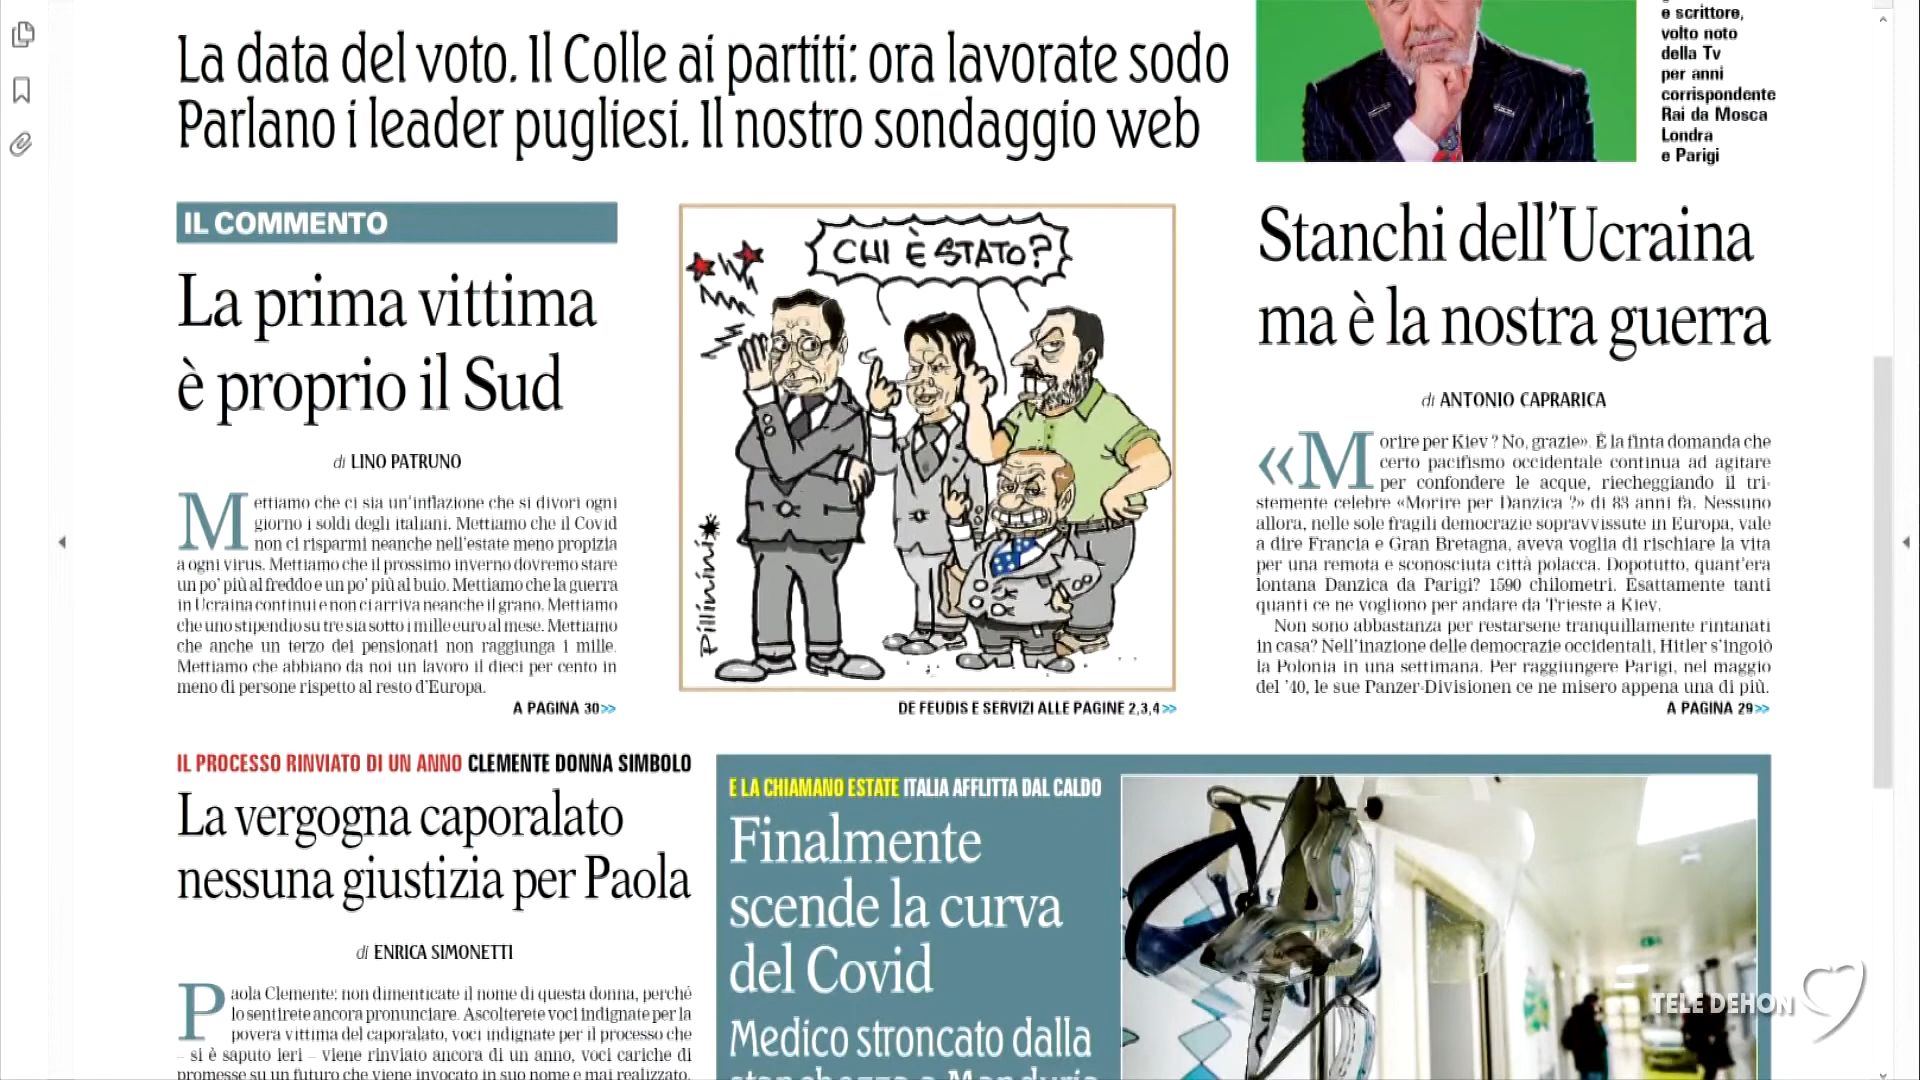 La data del voto. Il Colle ai partiti: ora lavorate sodo
Parlano i leader pugliesi. Il nostro sondaggio web
e scrittore,
volto noto
della Tv
per anni
corrispondente
Rai da Mosca
Londra
e Parigi
IL COMMENTO
La prima vittima
è proprio il Sud
di LINO PATRUNO
Mettiamo che ci sia un'inflazione che si divori ogni
giorno i soldi degli italiani. Mettiamo che il Covid
non ci risparmi neanche nell'estate meno propizia
a ogni virus. Mettiamo che il prossimo inverno dovremo stare
un po' più al freddo e un po' più al buio. Mettiamo che la guerra
in Ucraina continui e non ci arriva neanche il grano. Mettiamo
che uno stipendio su tre sia sotto i mille euro al mese. Mettiamo
che anche un terzo dei pensionati non raggiunga i mille.
Mettiamo che abbiano da noi un lavoro il dieci per cento in
meno di persone rispetto al resto d'Europa.
A PAGINA 30>>
CHI È STATO?
Pillinini
DE FEUDIS E SERVIZI ALLE PAGINE 2,3,4>>
Stanchi dell'Ucraina
ma è la nostra guerra
di ANTONIO CAPRARICA
«Morire per Kiev ? No, grazie». È la finta domanda che
certo pacifismo occidentale continua ad agitare
per confondere le acque, riecheggiando il tri-
stemente celebre «Morire per Danzica ?» di 83 anni fa. Nessuno
allora, nelle sole fragili democrazie sopravvissute in Europa, vale
a dire Francia e Gran Bretagna, aveva voglia di rischiare la vita
per una remota e sconosciuta città polacca. Dopotutto, quant'era
lontana Danzica da Parigi? 1590 chilometri. Esattamente tanti
quanti ce ne vogliono per andare da Trieste a Kiev.
Non sono abbastanza per restarsene tranquillamente rintanati
in casa? Nell'inazione delle democrazie occidentali, Hitler s'ingoiò
la Polonia in una settimana. Per raggiungere Parigi, nel maggio
del '40, le sue Panzer-Divisionen ce ne misero appena una di più.
A PAGINA 29>>
IL PROCESSO RINVIATO DI UN ANNO CLEMENTE DONNA SIMBOLO
La vergogna caporalato
nessuna giustizia per Paola
di ENRICA SIMONETTI
Paola Clemente: non dimenticate il nome di questa donna, perché
lo sentirete ancora pronunciare. Ascolterete voci indignate per la
povera vittima del caporalato, voci indignate per il processo che
– si è saputo ieri – viene rinviato ancora di un anno, voci cariche di
promesse su un futuro che viene invocato in suo nome e mai realizzato.
E LA CHIAMANO ESTATE ITALIA AFFLITTA DAL CALDO
Finalmente
scende la curva
del Covid
Medico stroncato dalla
stanchezza a Manduria
TELE DEHON